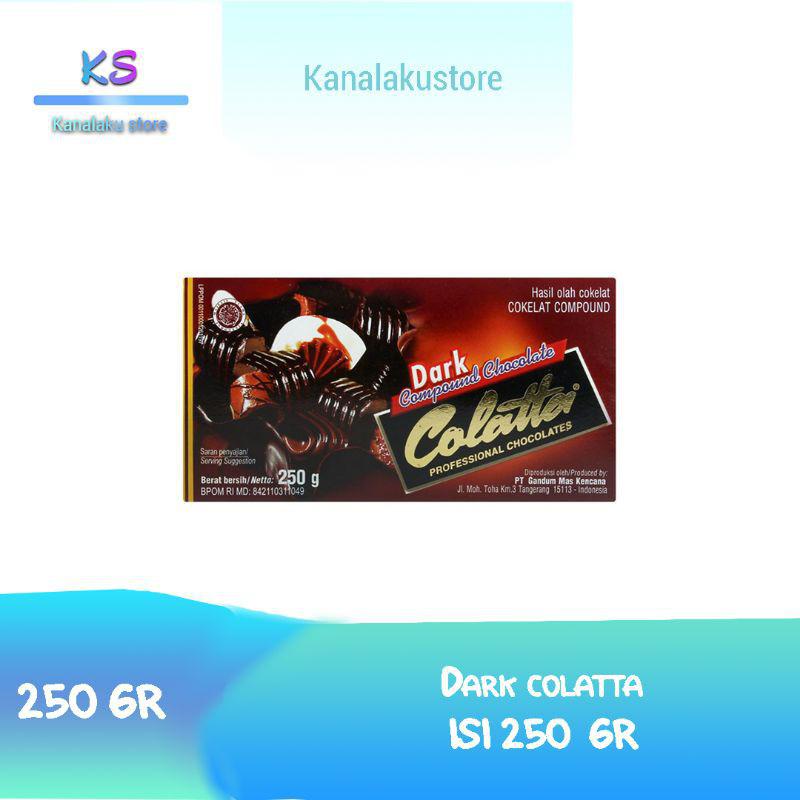 KS
Kanalaku store
Kanalakustore
Hasil olah cokelat
COKELAT COMPOUND
Dark
Compound Chocolate
Colatta®
PROFESSIONAL CHOCOLATES
Saran penyajian/
Serving Suggestion
Berat bersih/Netto: 250 g
BPOM RI MD: 842110311049
Diproduksi oleh/Produced by:
PT Gandum Mas Kencana
Jl. Moh. Toha Km.3 Tangerang 15113 - Indonesia
250 GR
DARK COLATTA
ISI 250 GR